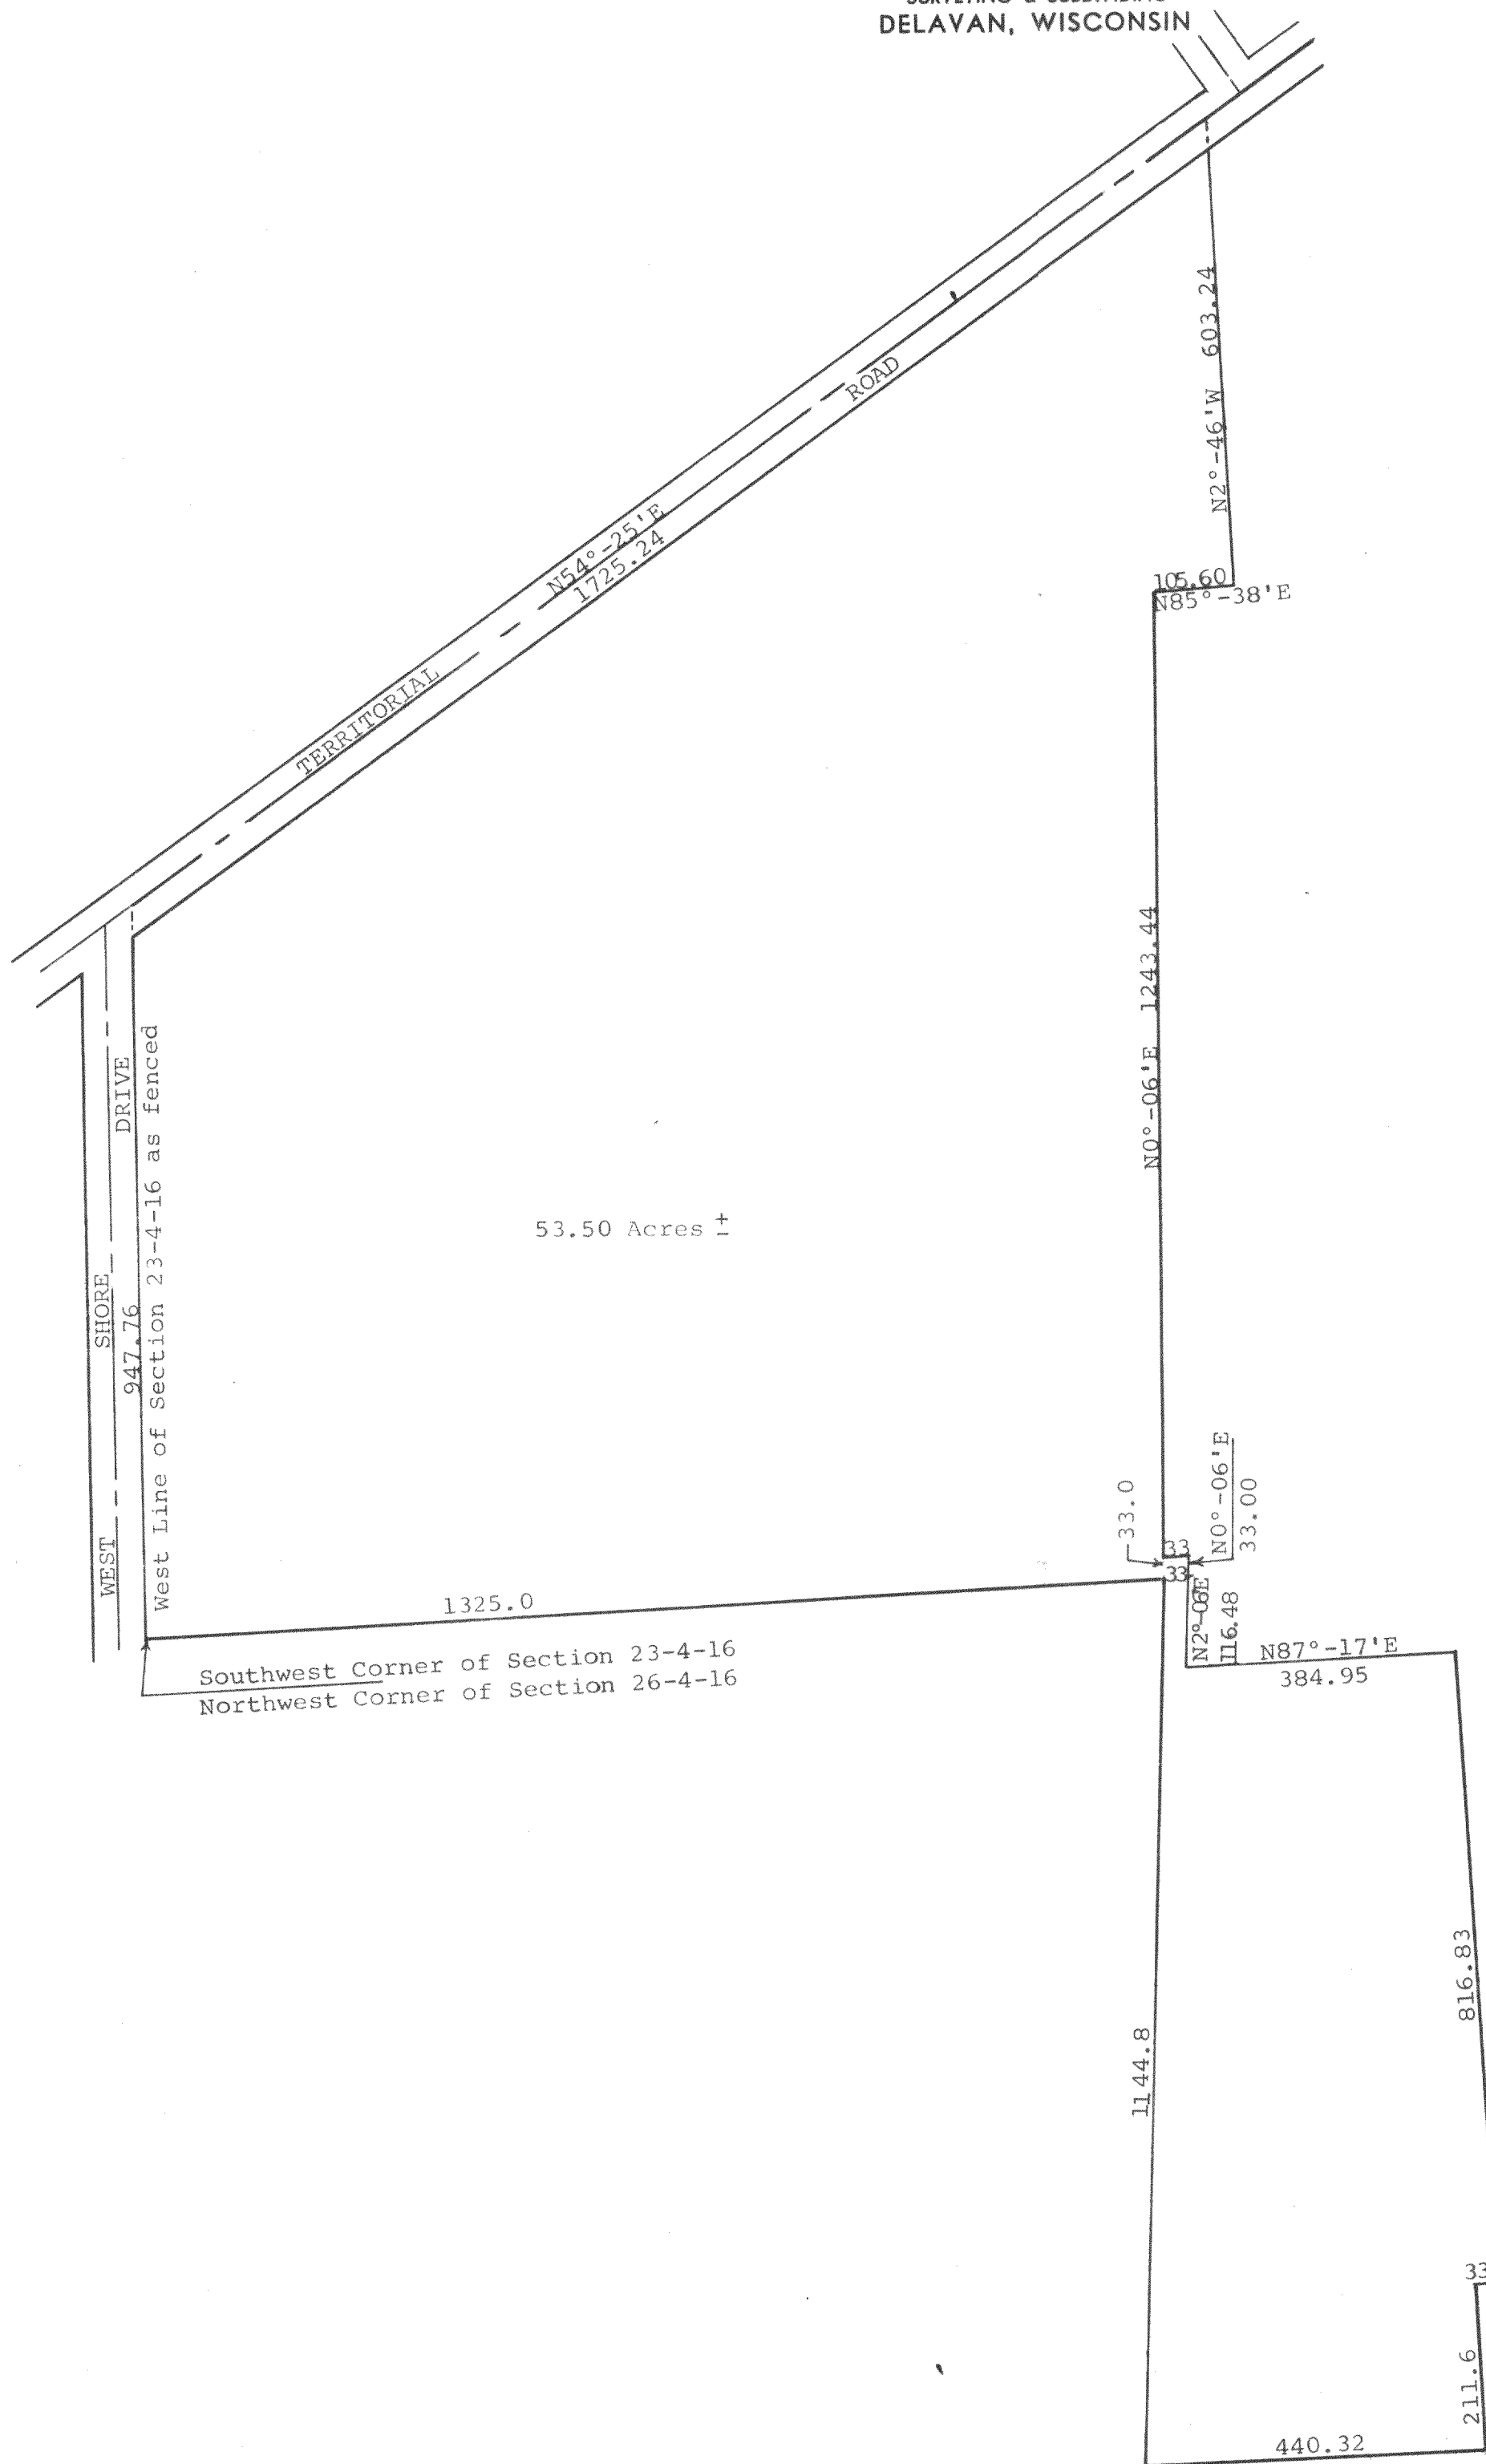 DELAVAN, WISCONSIN
N2°-46'W 603.24
ROAD
N54°-25'E
1725.24
105.60
N85°-38'E
TERRITORIAL
N0°-06'E 1243.44
WEST SHORE DRIVE
947.76
West Line of Section 23-4-16 as fenced
53.50 Acres ±
33.0
N0°-06'E
33.00
33
33
1325.0
N2°-06'E
116.48
N87°-17'E
384.95
Southwest Corner of Section 23-4-16
Northwest Corner of Section 26-4-16
816.83
1144.8
33
211.6
440.32